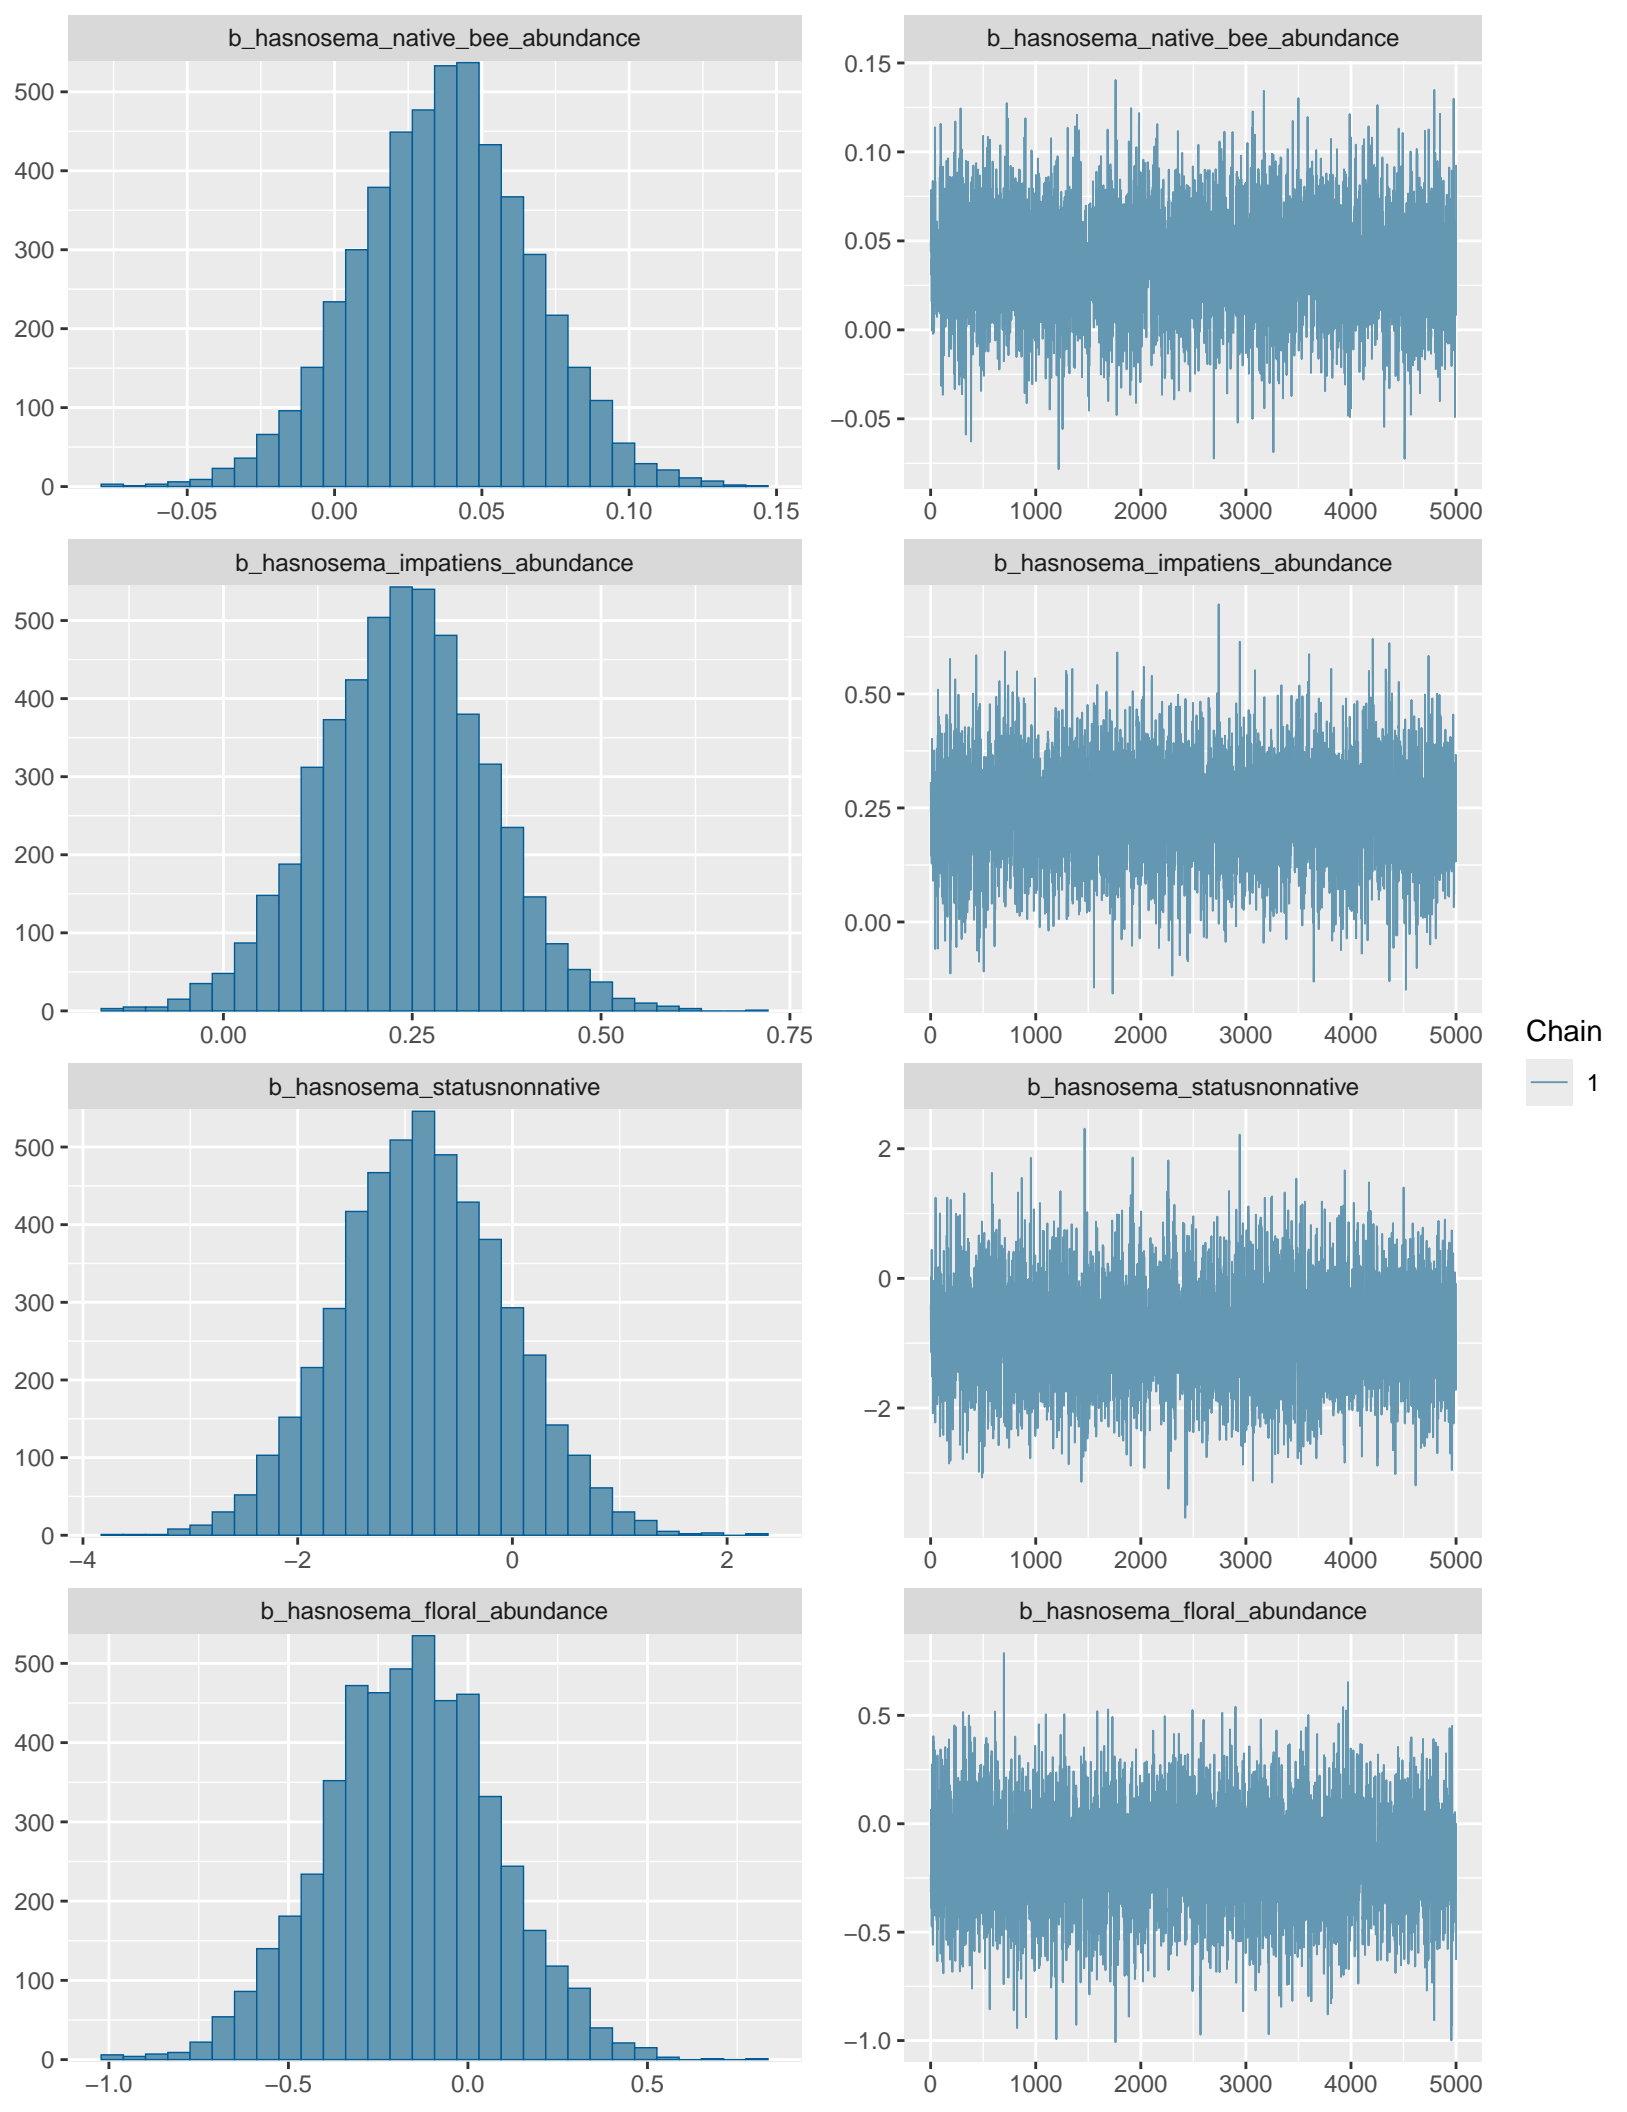 b_hasnosema_native_bee_abundance
b_hasnosema_native_bee_abundance
500
400
300
200
100
0
−0.05 0.00 0.05 0.10 0.15
0.15
0.10
0.05
0.00
−0.05
0 1000 2000 3000 4000 5000
b_hasnosema_impatiens_abundance
b_hasnosema_impatiens_abundance
500
400
300
200
100
0
0.00 0.25 0.50 0.75
0.50
0.25
0.00
0 1000 2000 3000 4000 5000
b_hasnosema_statusnonnative
b_hasnosema_statusnonnative
500
400
300
200
100
0
−4 −2 0 2
2
0
−2
0 1000 2000 3000 4000 5000
b_hasnosema_floral_abundance
b_hasnosema_floral_abundance
500
400
300
200
100
0
−1.0 −0.5 0.0 0.5
0.5
0.0
−0.5
−1.0
0 1000 2000 3000 4000 5000
Chain
1